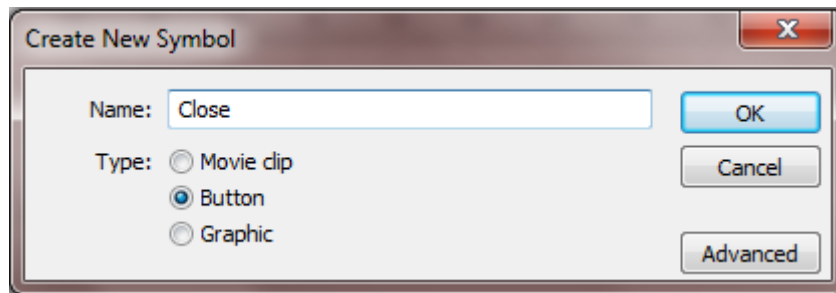 Create New Symbol
Name: Close
OK
Type: Movie clip
Cancel
Button
Graphic
Advanced